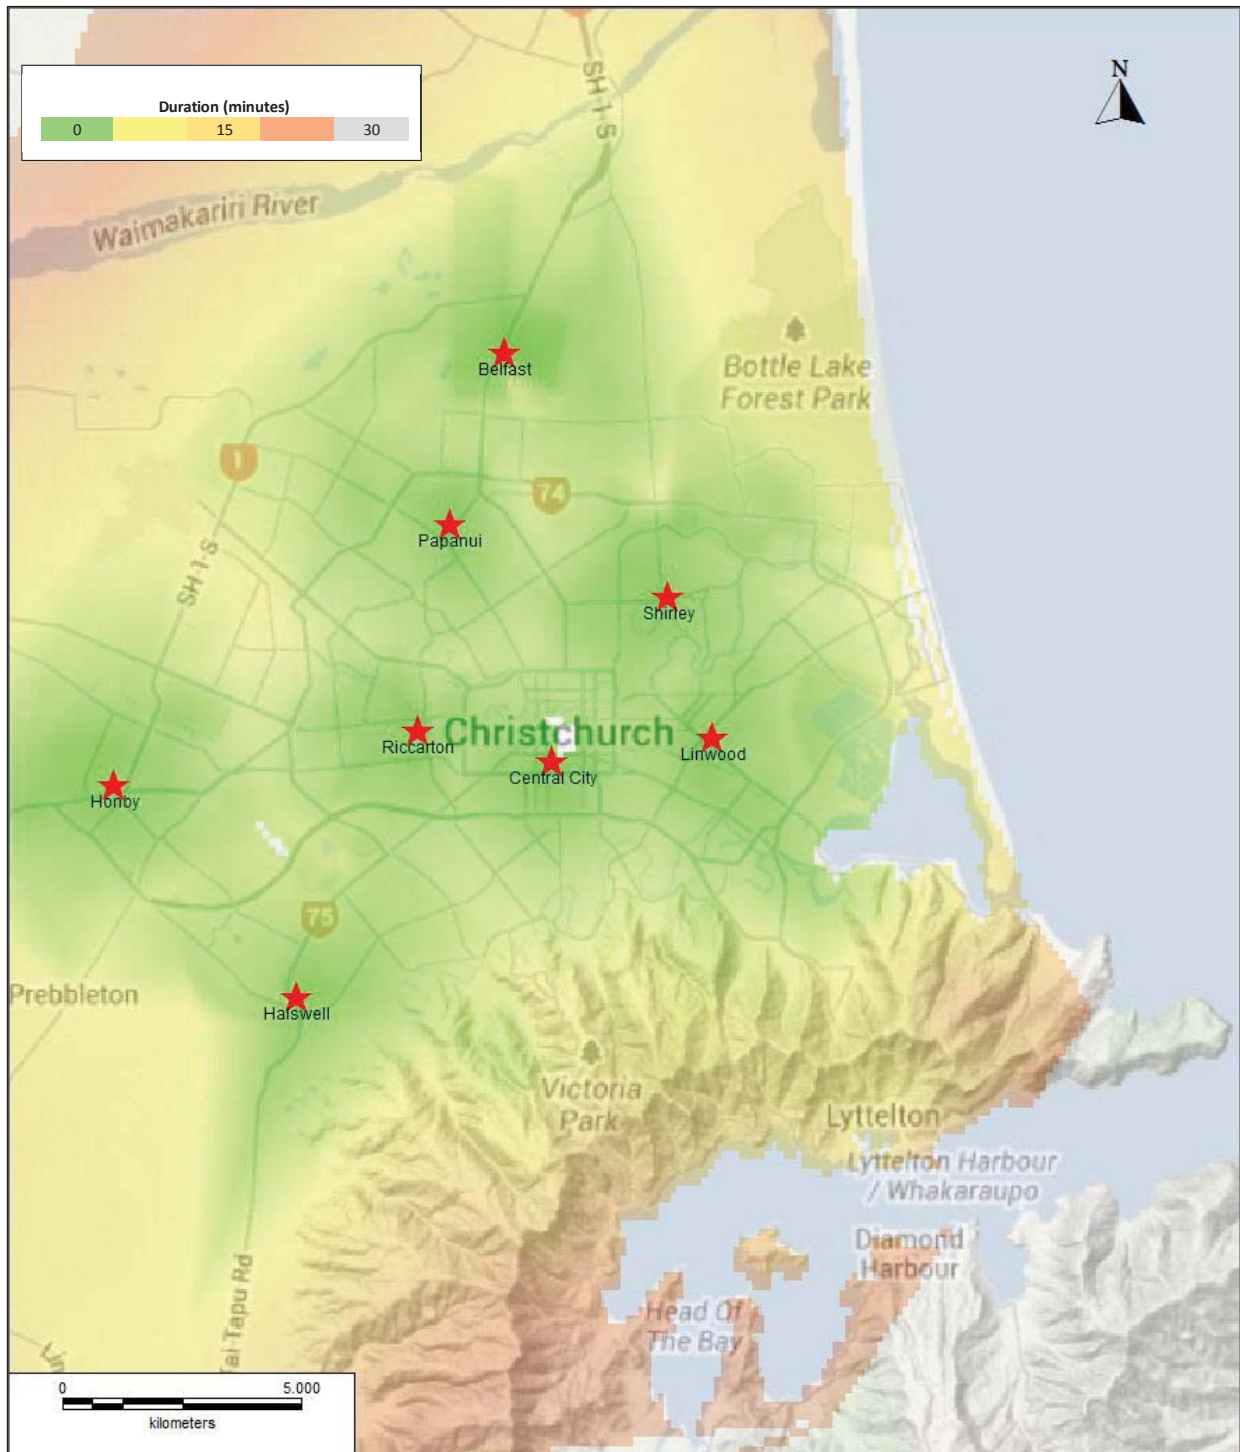 N
SH-1-S
Duration (minutes)
0 15 30
Waimakariri River
Belfast
Bottle Lake
Forest Park
1
74
Papanui
SH-1-S
Shirley
Christchurch
Riccarton
Linwood
Central City
Honby
75
Prebbleton
Halswell
Victoria
Park
Lyttelton
Lyttelton Harbour
/ Whakaraupo
Diamond
Harbour
Head Of
The Bay
Tai Tapu Rd
0 5.000
kilometers